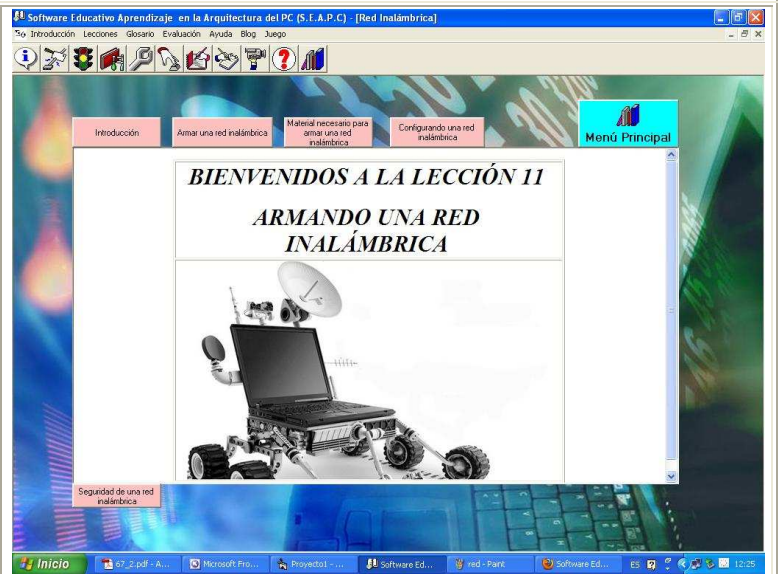 Software Educativo Aprendizaje en la Arquitectura del PC (S.E.A.P.C) - [Red Inalámbrica]
Introducción Lecciones Glosario Evaluación Ayuda Blog Juego
Introducción
Armar una red inalámbrica
Material necesario para
armar una red
inalámbrica
Configurando una red
inalámbrica
Menú Principal
BIENVENIDOS A LA LECCIÓN 11
ARMANDO UNA RED
INALÁMBRICA
Seguridad de una red
inalámbrica
Inicio
67_2.pdf - A...
Microsoft Fro...
Proyecto1 - ...
Software Ed...
red - Paint
Software Ed...
ES
12:25